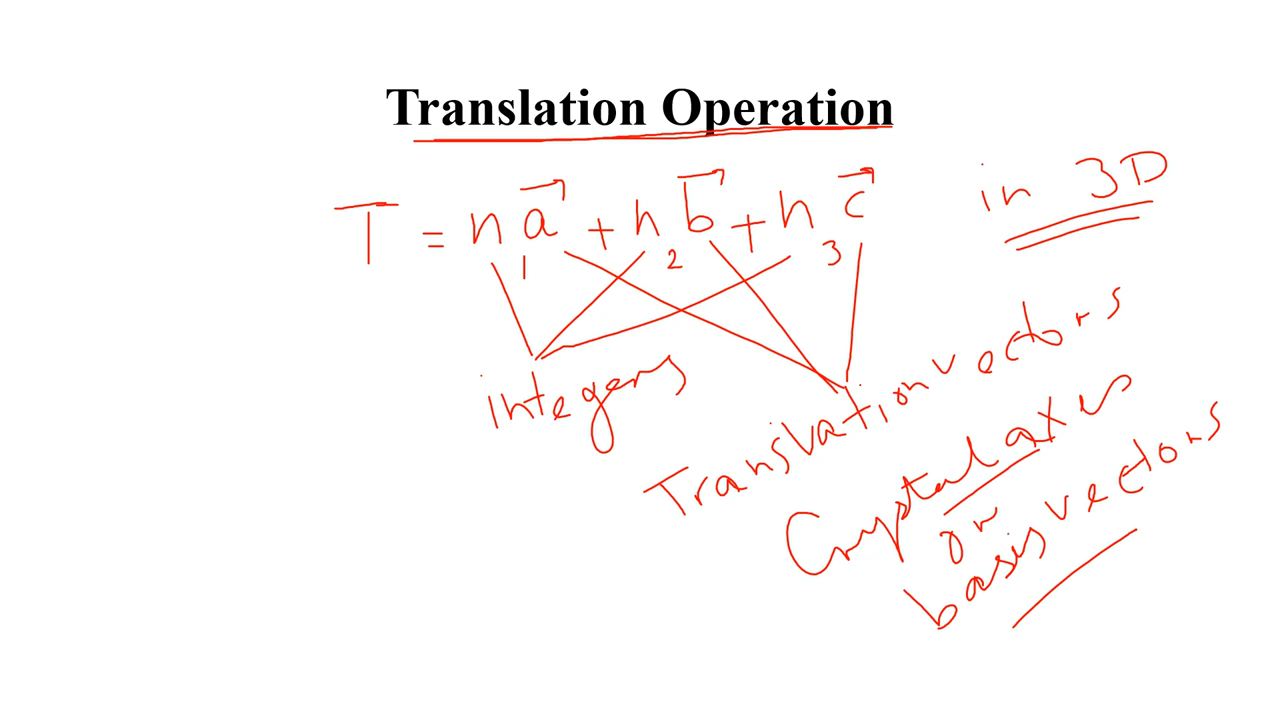 Translation Operation
T = n₁a⃗ + n₂b⃗ + n₃c⃗
in 3D
integers
Translation vectors
Crystal axes
or
basis vectors